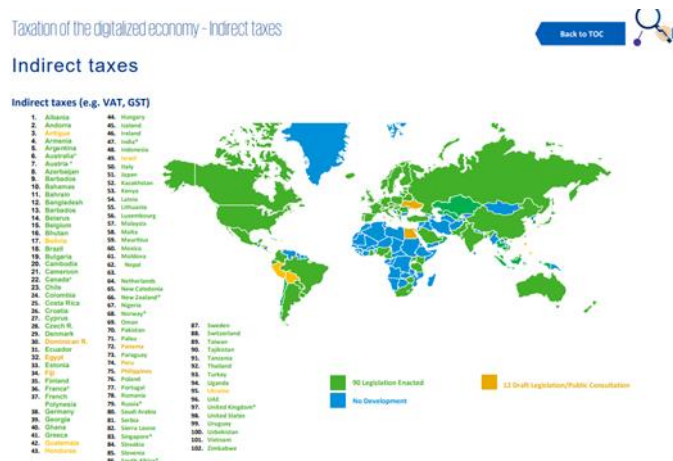 Taxation of the digitalized economy - Indirect taxes
Back to TOC
Indirect taxes
Indirect taxes (e.g. VAT, GST)
1. Albania
2. Andorra
3. Antigua
4. Armenia
5. Argentina
6. Australia*
7. Austria *
8. Azerbaijan
9. Barbados
10. Bahamas
11. Bahrain
12. Bangladesh
13. Barbados
14. Belarus
15. Belgium
16. Bhutan
17. Bolivia
18. Brazil
19. Bulgaria
20. Cambodia
21. Cameroon
22. Canada*
23. Chile
24. Colombia
25. Costa Rica
26. Croatia
27. Cyprus
28. Czech R.
29. Denmark
30. Dominican R.
31. Ecuador
32. Egypt
33. Estonia
34. Fiji
35. Finland
36. France*
37. French
Polynesia
38. Germany
39. Georgia
40. Ghana
41. Greece
42. Guatemala
43. Honduras
44. Hungary
45. Iceland
46. Ireland
47. India*
48. Indonesia
49. Israel
50. Italy
51. Japan
52. Kazakhstan
53. Kenya
54. Latvia
55. Lithuania
56. Luxembourg
57. Malaysia
58. Malta
59. Mauritius
60. Mexico
61. Moldova
62. Nepal
63.
64. Netherlands
65. New Caledonia
66. New Zealand*
67. Nigeria
68. Norway*
69. Oman
70. Pakistan
71. Palau
72. Panama
73. Paraguay
74. Peru
75. Philippines
76. Poland
77. Portugal
78. Romania
79. Russia*
80. Saudi Arabia
81. Serbia
82. Sierra Leone
83. Singapore*
84. Slovakia
85. Slovenia
86. South Africa*
87. Sweden
88. Switzerland
89. Taiwan
90. Tajikistan
91. Tanzania
92. Thailand
93. Turkey
94. Uganda
95. Ukraine
96. UAE
97. United Kingdom*
98. United States
99. Uruguay
100. Uzbekistan
101. Vietnam
102. Zimbabwe
90 Legislation Enacted
No Development
12 Draft Legislation/Public Consultation